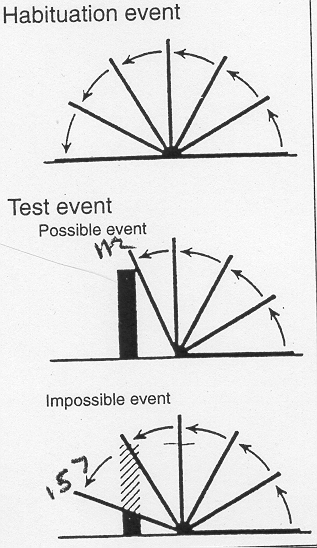 Habituation event
Test event
Possible event
112
Impossible event
157